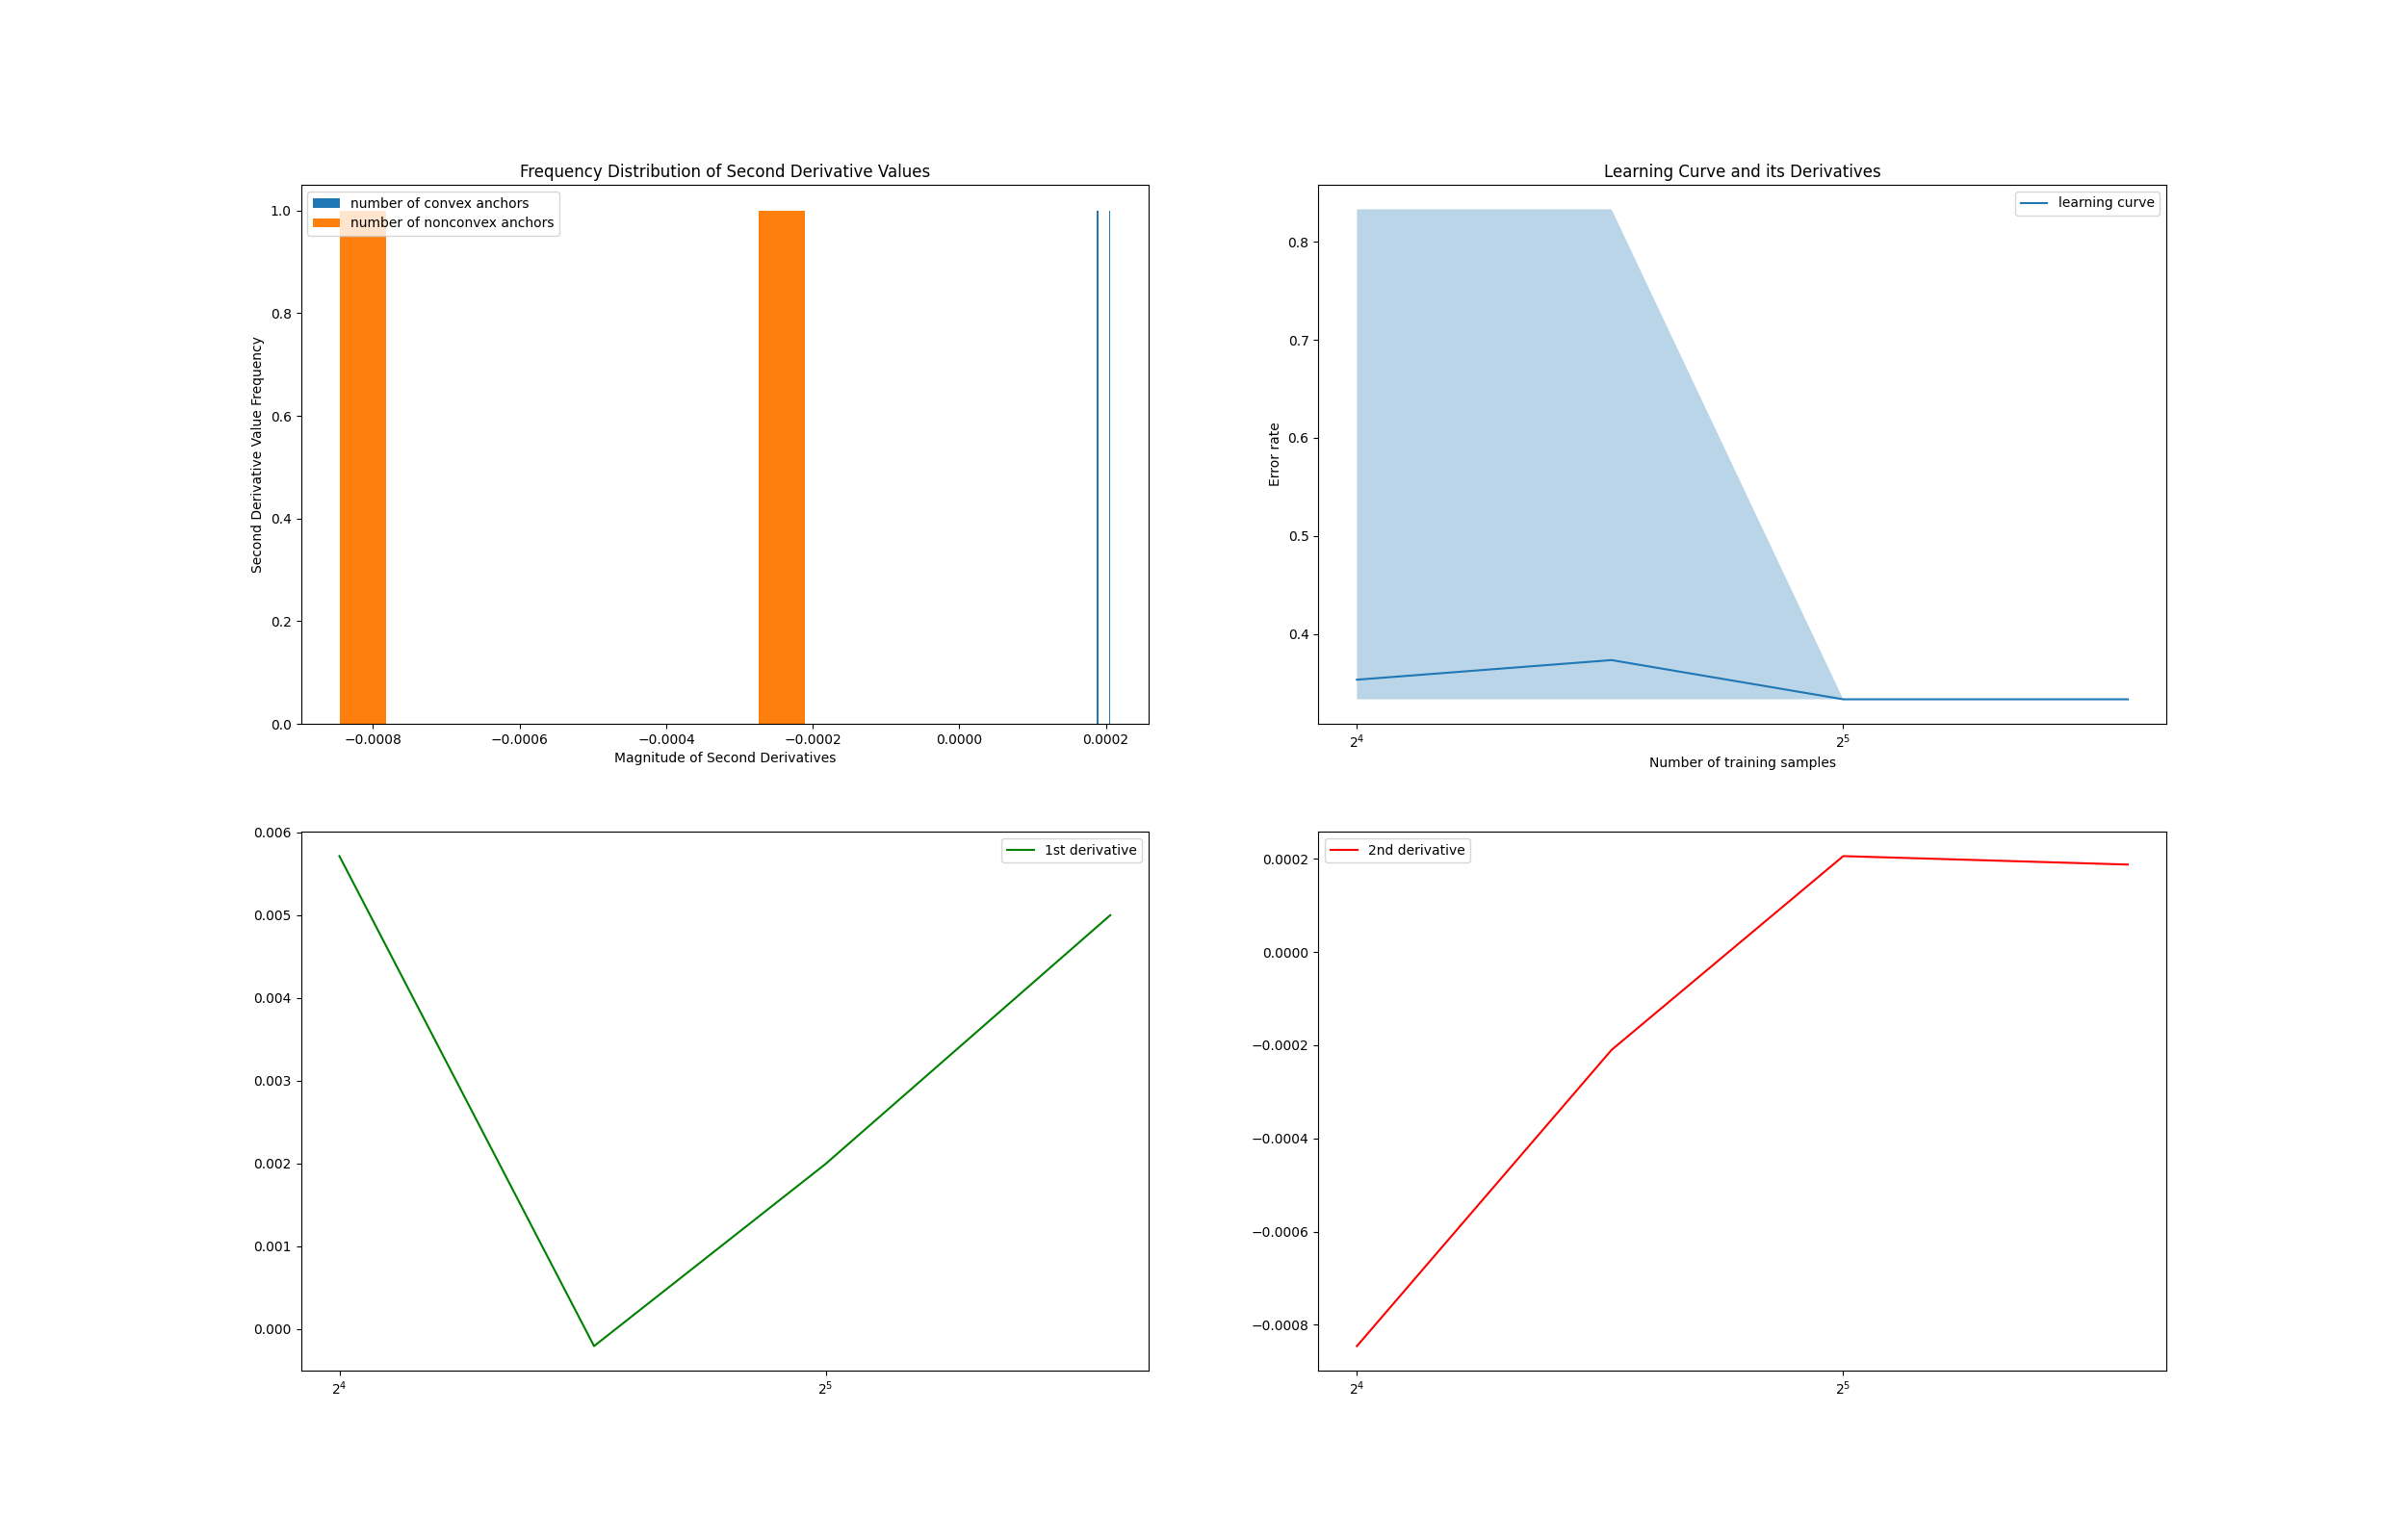 Frequency Distribution of Second Derivative Values
number of convex anchors
number of nonconvex anchors
1.0
0.8
0.6
0.4
0.2
0.0
Second Derivative Value Frequency
−0.0008 −0.0006 −0.0004 −0.0002 0.0000 0.0002
Magnitude of Second Derivatives
Learning Curve and its Derivatives
learning curve
0.8
0.7
0.6
0.5
0.4
Error rate
2⁴ 2⁵
Number of training samples
1st derivative
0.006
0.005
0.004
0.003
0.002
0.001
0.000
2⁴ 2⁵
2nd derivative
0.0002
0.0000
−0.0002
−0.0004
−0.0006
−0.0008
2⁴ 2⁵